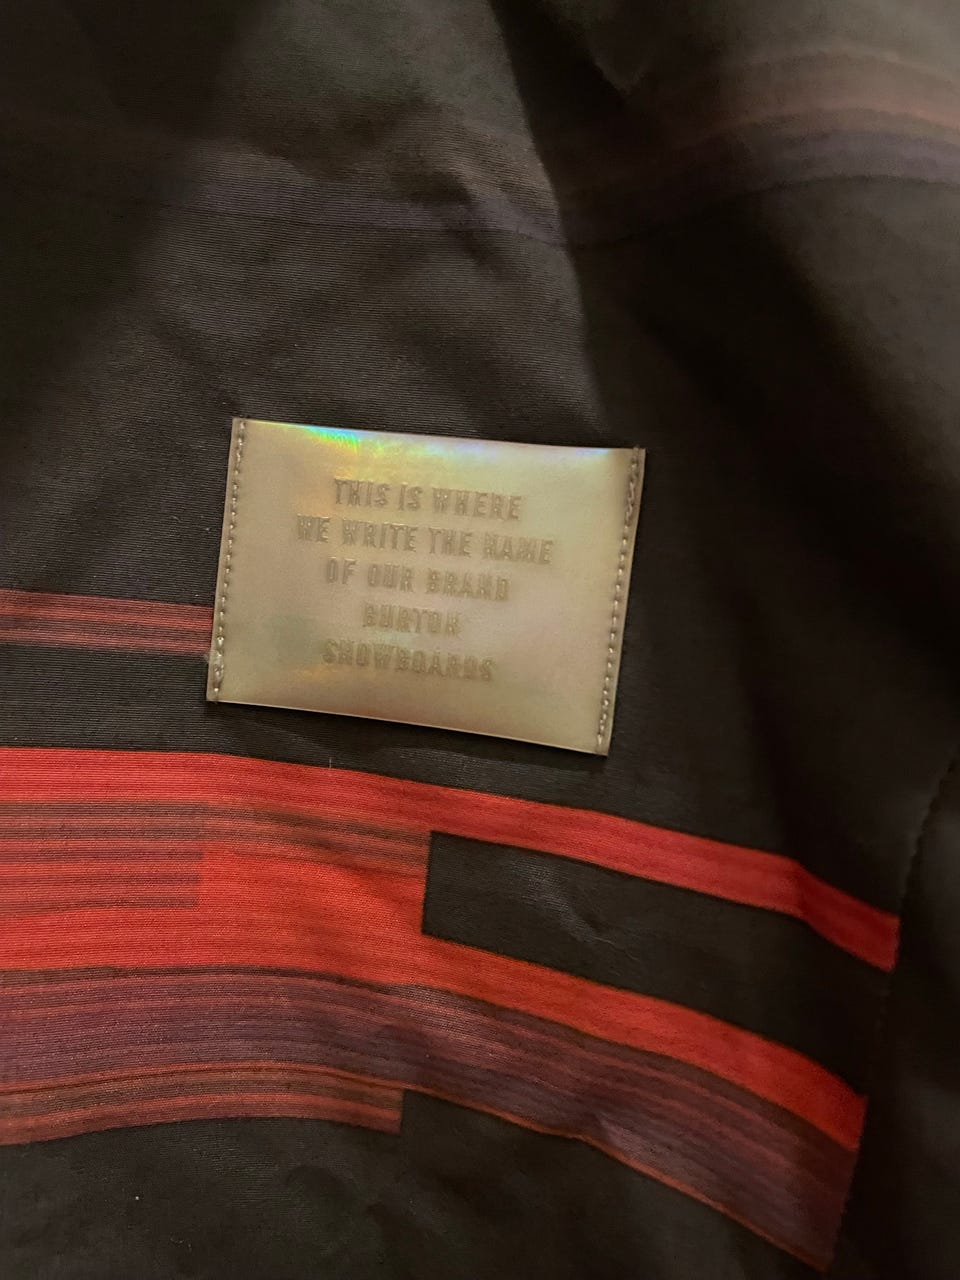 THIS IS WHERE
WE WRITE THE NAME
OF OUR BRAND
BURTON
SNOWBOARDS